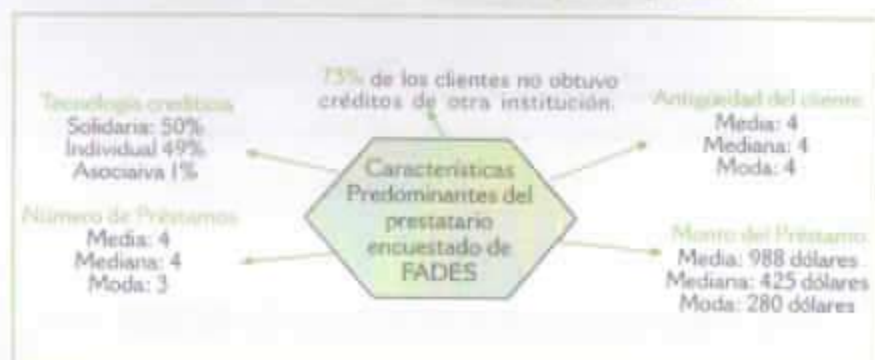 75% de los clientes no obtuvo
créditos de otra institución.
Tecnología crediticia
Solidaria: 50%
Individual 49%
Asociaiva 1%
Antigüedad del cliente
Media: 4
Mediana: 4
Moda: 4
Características
Predominantes del
prestatario
encuestado de
FADES
Número de Préstamos
Media: 4
Mediana: 4
Moda: 3
Monto del Préstamo
Media: 988 dólares
Mediana: 425 dólares
Moda: 280 dólares